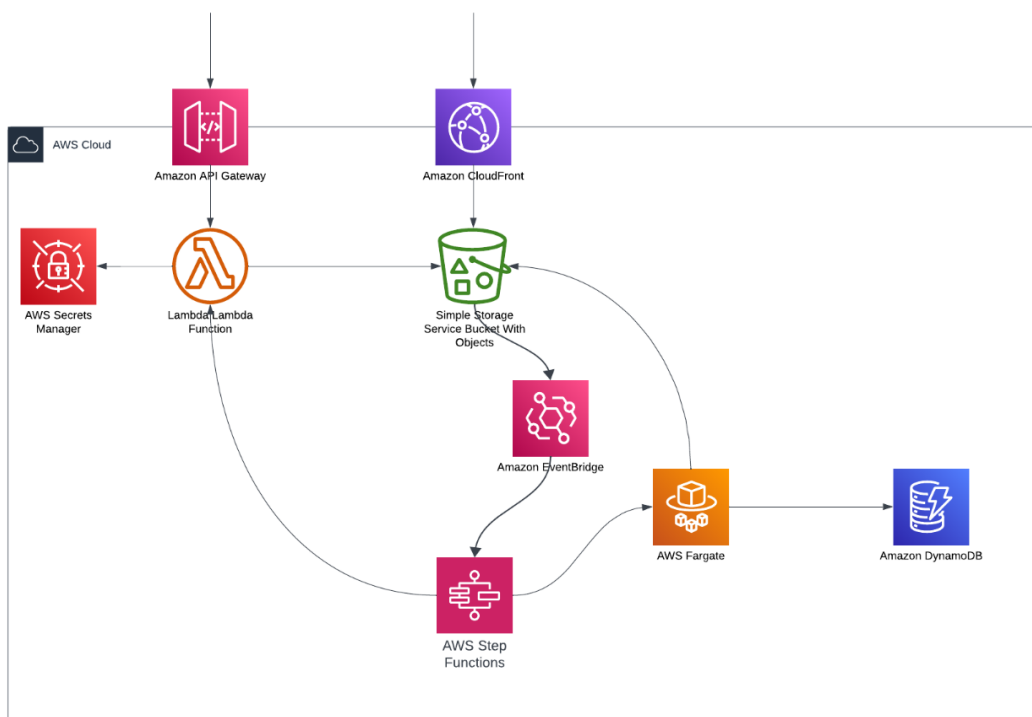 AWS Cloud
Amazon API Gateway
Amazon CloudFront
AWS Secrets
Manager
Lambda Lambda
Function
Simple Storage
Service Bucket With
Objects
Amazon EventBridge
AWS Fargate
Amazon DynamoDB
AWS Step
Functions